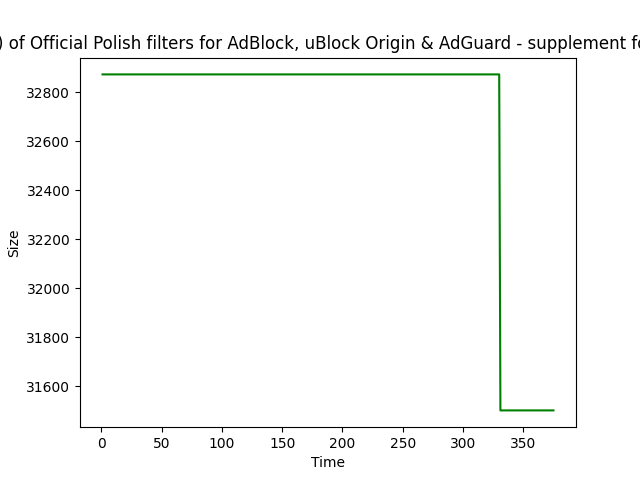 ) of Official Polish filters for AdBlock, uBlock Origin & AdGuard - supplement fo
32800
32600
32400
32200
32000
31800
31600
Size
0 50 100 150 200 250 300 350
Time